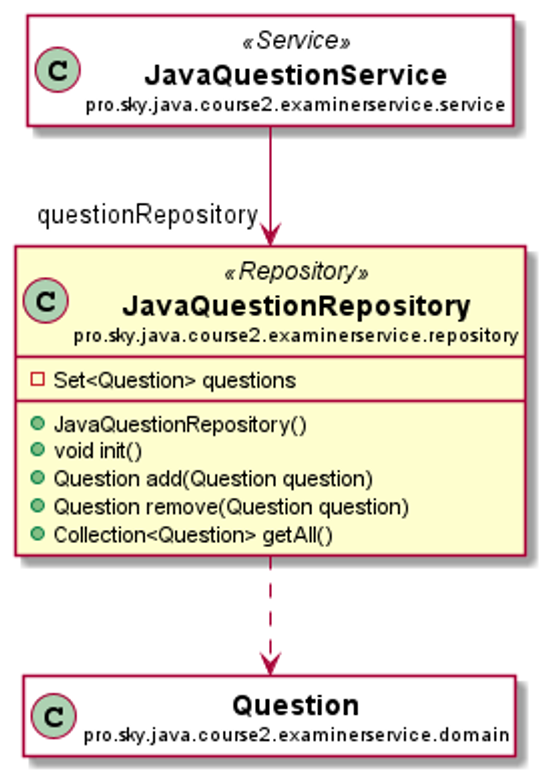 «Service»
C JavaQuestionService
pro.sky.java.course2.examinerservice.service
questionRepository
«Repository»
C JavaQuestionRepository
pro.sky.java.course2.examinerservice.repository
Set<Question> questions
JavaQuestionRepository()
void init()
Question add(Question question)
Question remove(Question question)
Collection<Question> getAll()
C Question
pro.sky.java.course2.examinerservice.domain